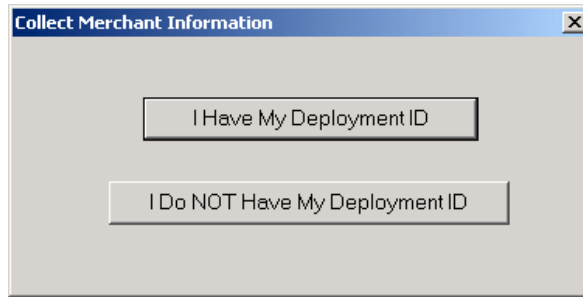 Collect Merchant Information
I Have My Deployment ID
I Do NOT Have My Deployment ID